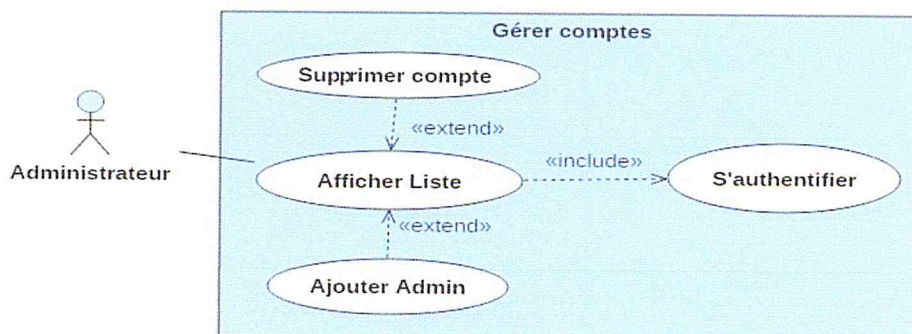 Gérer comptes
Supprimer compte
«extend»
Administrateur
Afficher Liste
«include»
S'authentifier
«extend»
Ajouter Admin